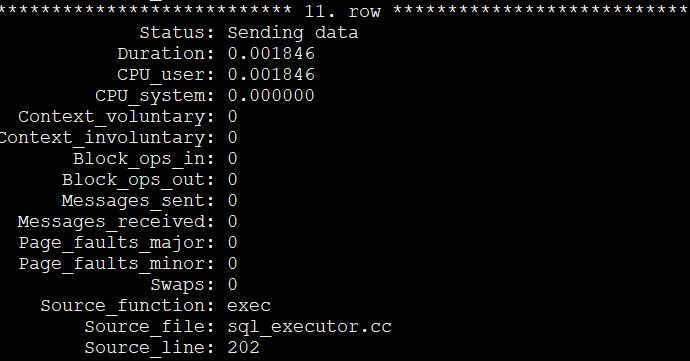 *************************** 11. row ***************************
Status: Sending data
Duration: 0.001846
CPU_user: 0.001846
CPU_system: 0.000000
Context_voluntary: 0
Context_involuntary: 0
Block_ops_in: 0
Block_ops_out: 0
Messages_sent: 0
Messages_received: 0
Page_faults_major: 0
Page_faults_minor: 0
Swaps: 0
Source_function: exec
Source_file: sql_executor.cc
Source_line: 202